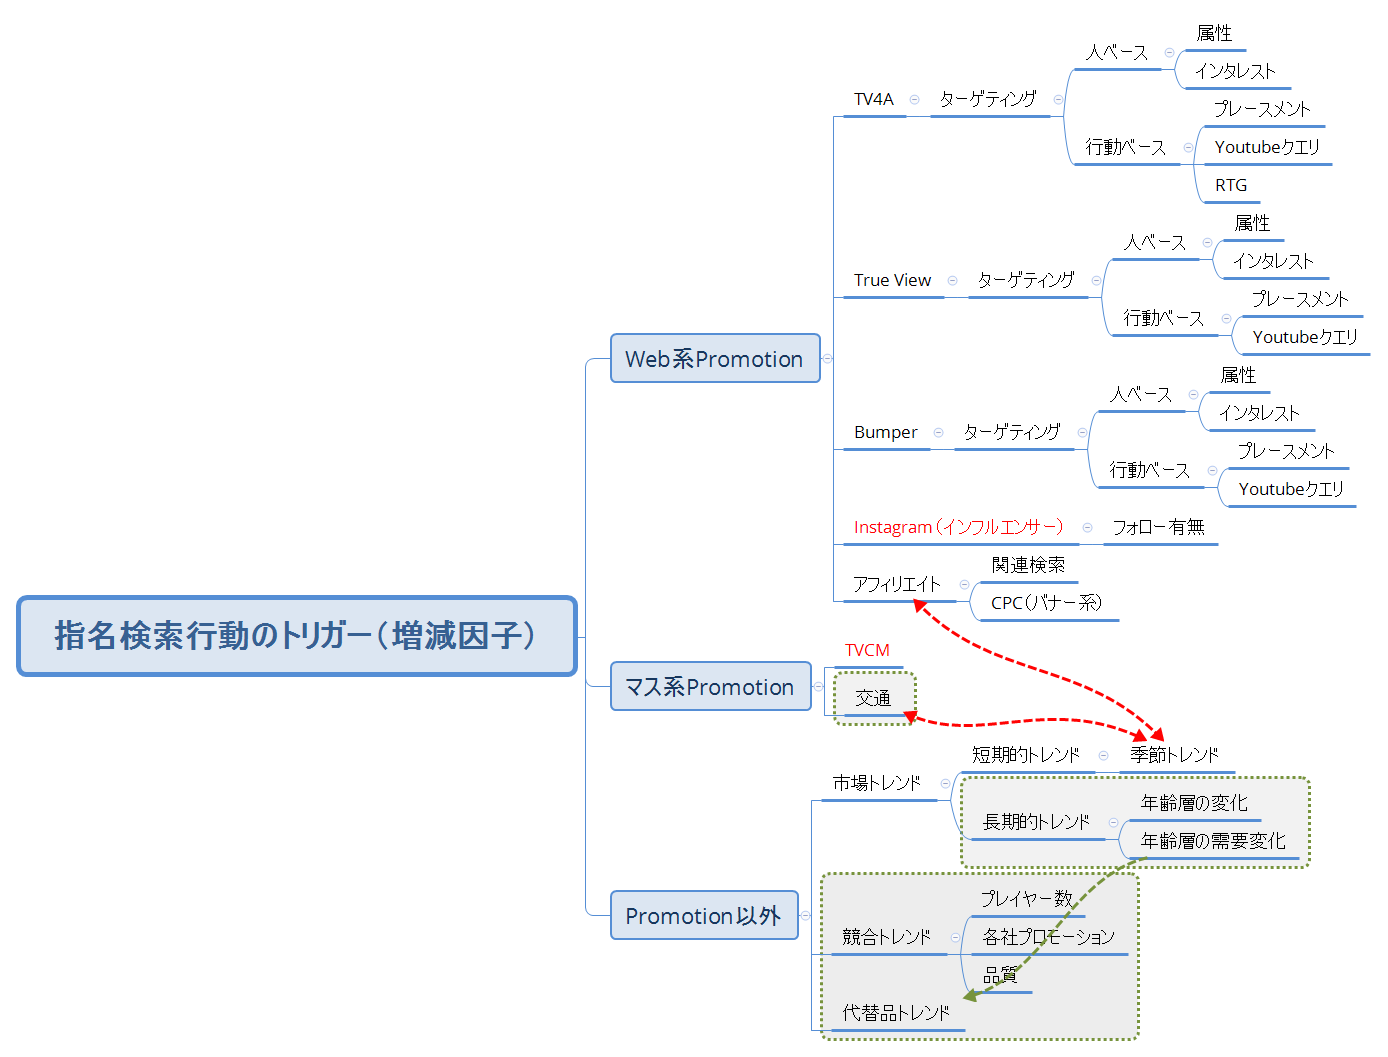 指名検索行動のトリガー（増減因子）
Web系Promotion
TV4A
ターゲティング
人ベース
属性
インタレスト
行動ベース
プレースメント
Youtubeクエリ
RTG
True View
ターゲティング
人ベース
属性
インタレスト
行動ベース
プレースメント
Youtubeクエリ
Bumper
ターゲティング
人ベース
属性
インタレスト
行動ベース
プレースメント
Youtubeクエリ
Instagram（インフルエンサー）
フォロー有無
アフィリエイト
関連検索
CPC（バナー系）
マス系Promotion
TVCM
交通
Promotion以外
市場トレンド
短期的トレンド
季節トレンド
長期的トレンド
年齢層の変化
年齢層の需要変化
競合トレンド
プレイヤー数
各社プロモーション
品質
代替品トレンド